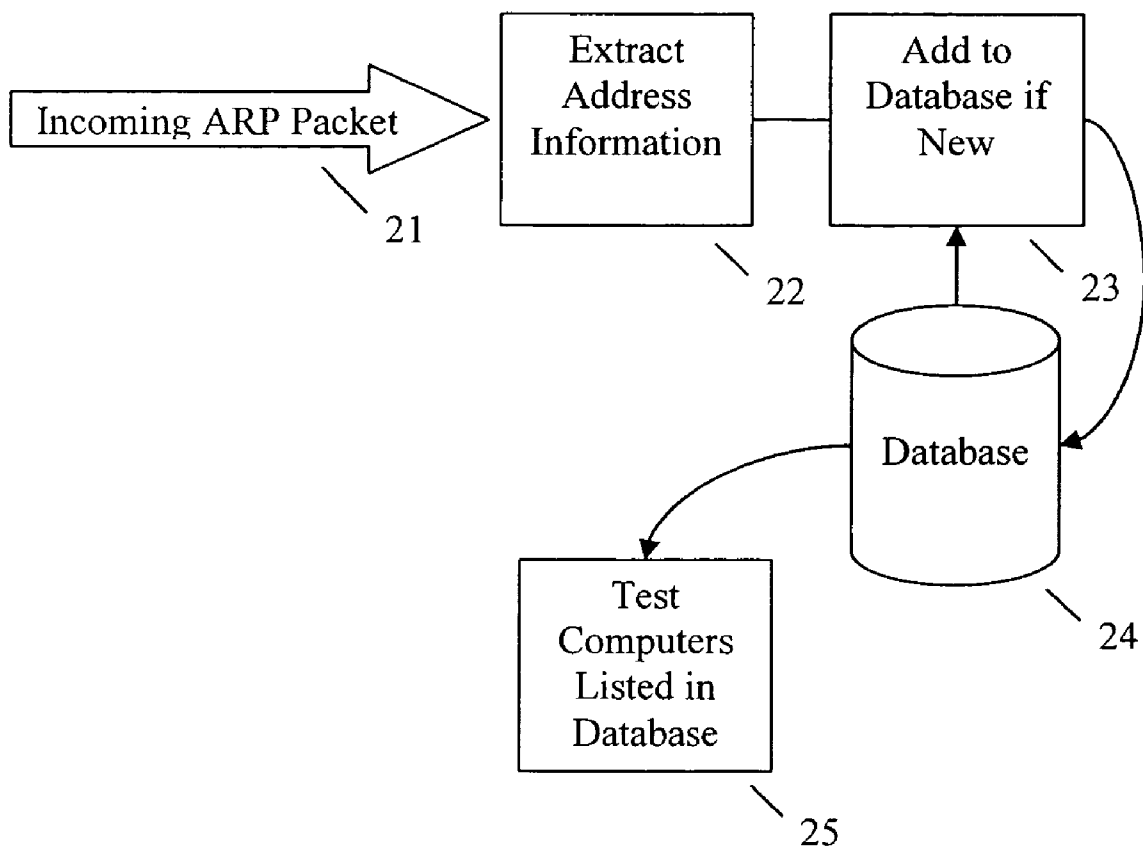 Incoming ARP Packet
21
Extract
Address
Information
22
Add to
Database if
New
23
Database
24
Test
Computers
Listed in
Database
25